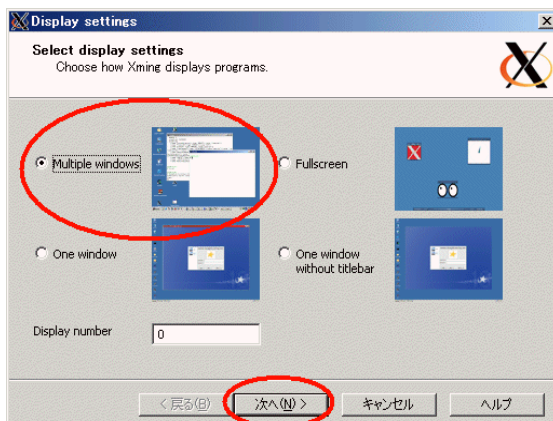 Display settings
Select display settings
Choose how Xming displays programs.
Multiple windows
Fullscreen
One window
One window
without titlebar
Display number
0
< 戻る(B)
次へ(N) >
キャンセル
ヘルプ